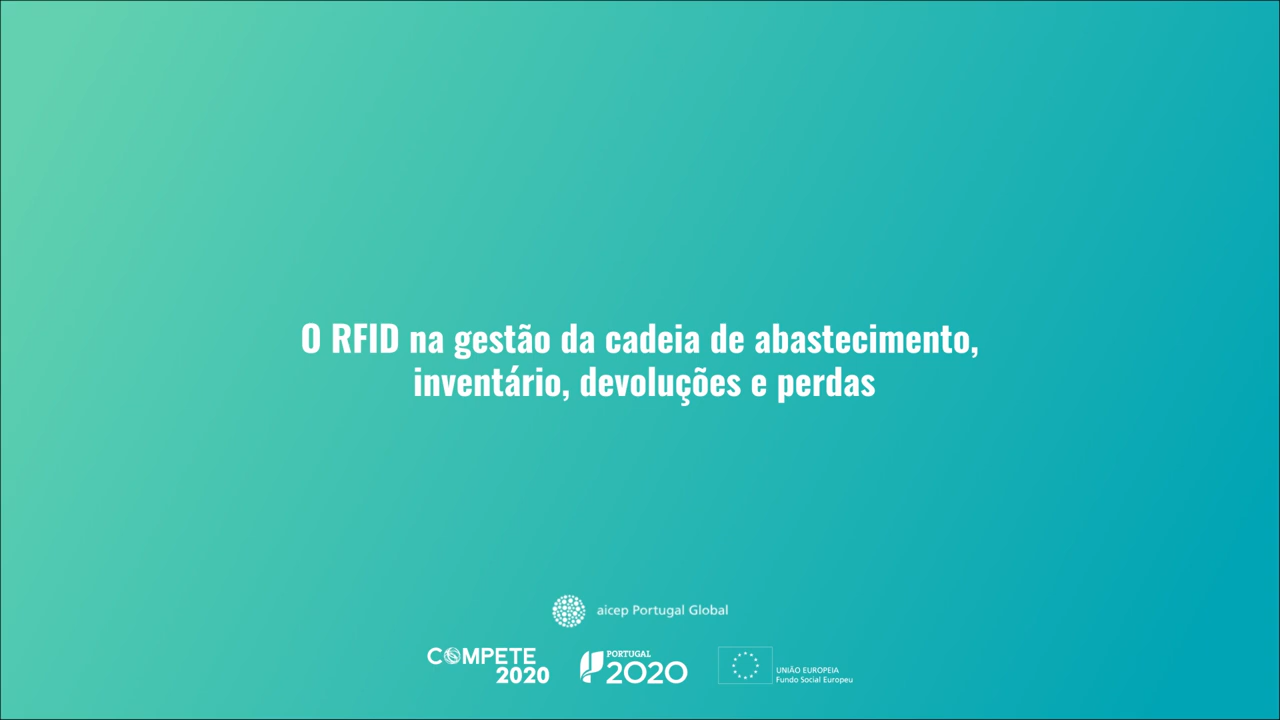 O RFID na gestão da cadeia de abastecimento,
inventário, devoluções e perdas
aicep Portugal Global
COMPETE
2020
PORTUGAL
2020
UNIÃO EUROPEIA
Fundo Social Europeu